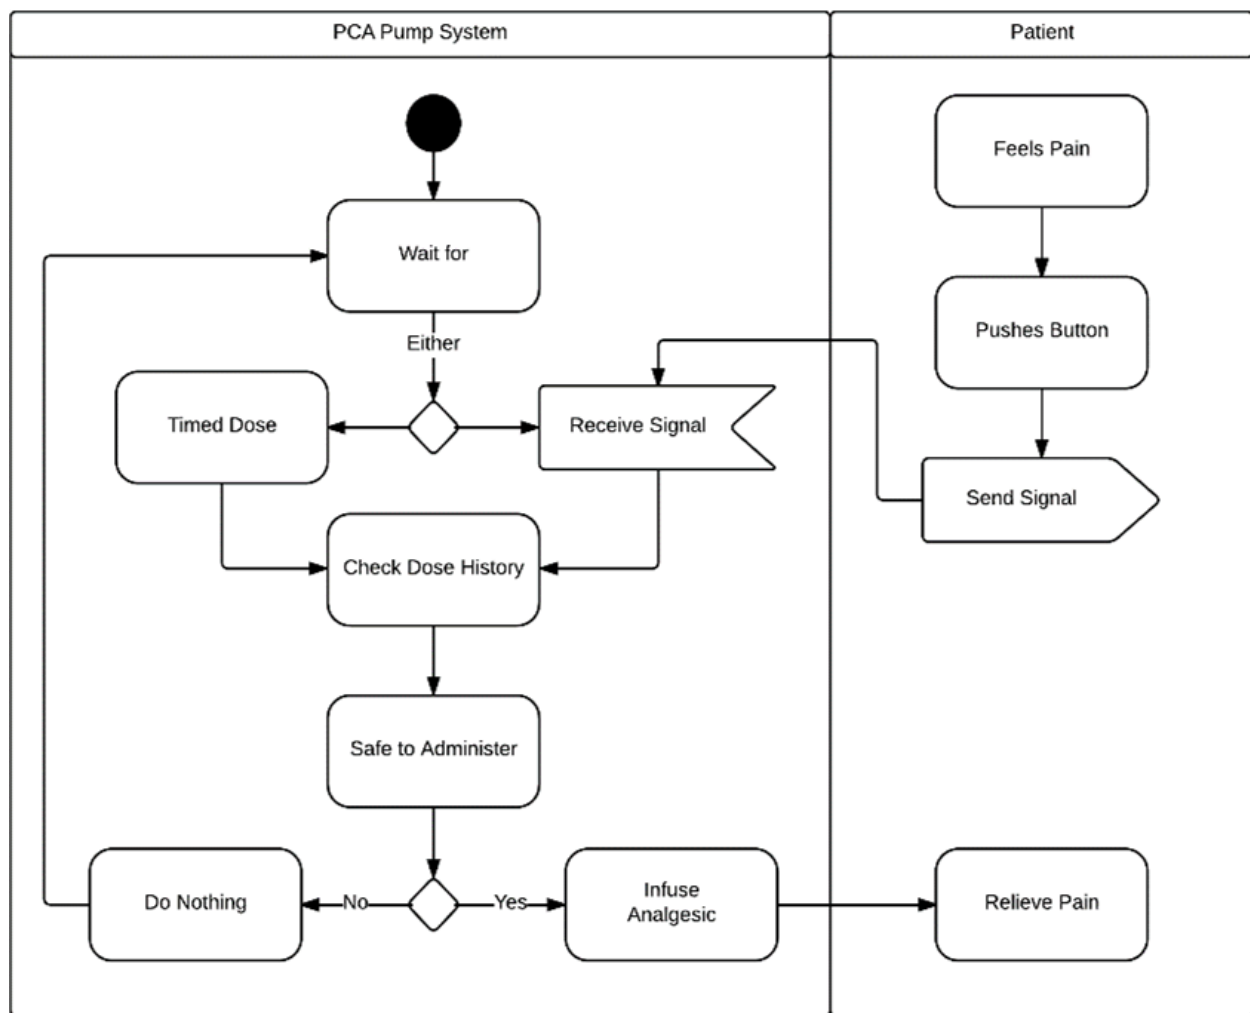 PCA Pump System
Patient
Feels Pain
Wait for
Pushes Button
Either
Timed Dose
Receive Signal
Send Signal
Check Dose History
Safe to Administer
Do Nothing
No
Yes
Infuse
Analgesic
Relieve Pain